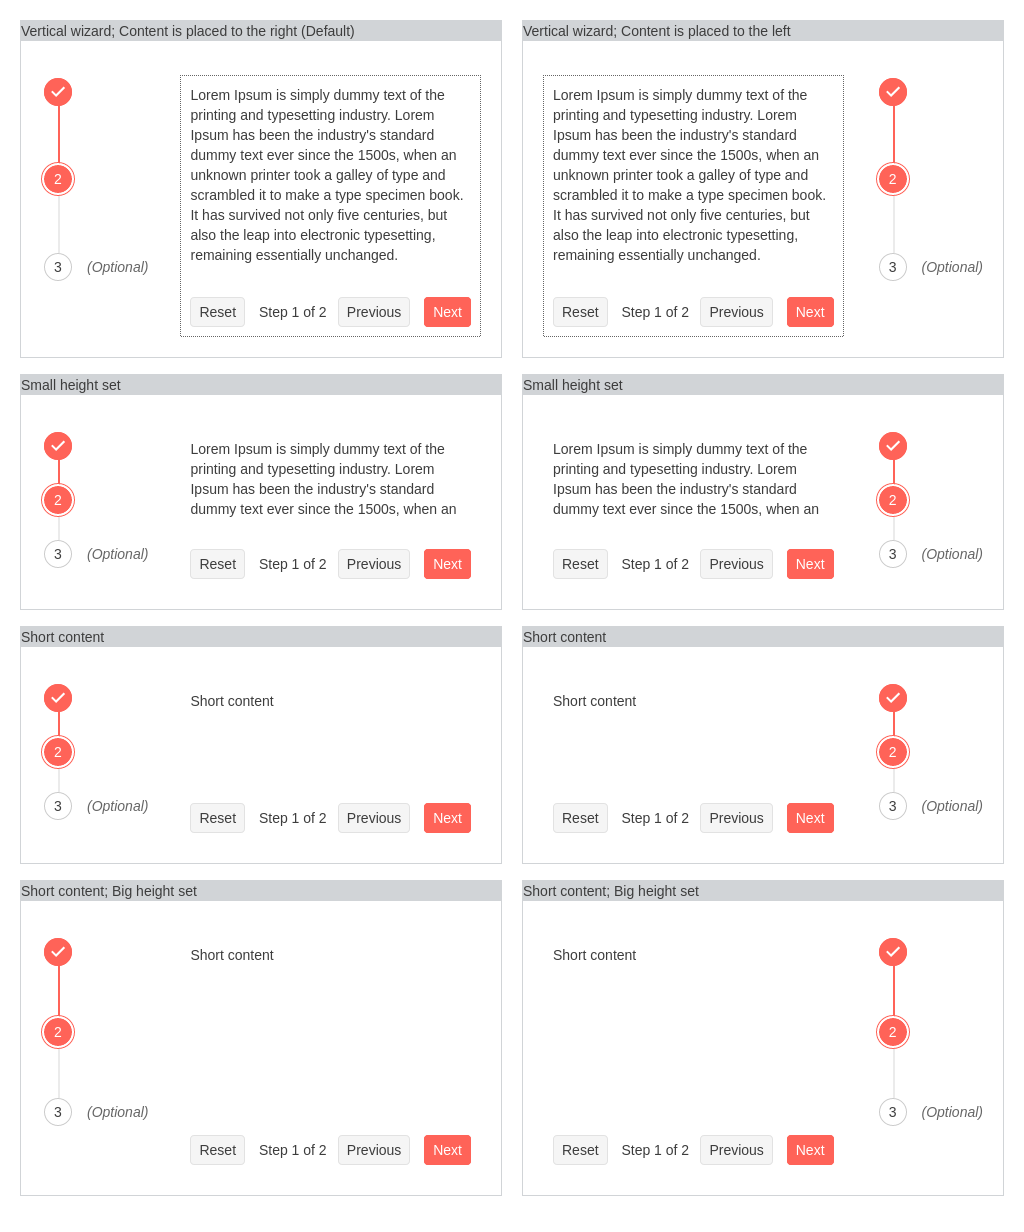 Vertical wizard; Content is placed to the right (Default)
2
3 (Optional)
Lorem Ipsum is simply dummy text of the
printing and typesetting industry. Lorem
Ipsum has been the industry's standard
dummy text ever since the 1500s, when an
unknown printer took a galley of type and
scrambled it to make a type specimen book.
It has survived not only five centuries, but
also the leap into electronic typesetting,
remaining essentially unchanged.
Reset Step 1 of 2 Previous Next
Vertical wizard; Content is placed to the left
Lorem Ipsum is simply dummy text of the
printing and typesetting industry. Lorem
Ipsum has been the industry's standard
dummy text ever since the 1500s, when an
unknown printer took a galley of type and
scrambled it to make a type specimen book.
It has survived not only five centuries, but
also the leap into electronic typesetting,
remaining essentially unchanged.
Reset Step 1 of 2 Previous Next
2
3 (Optional)
Small height set
2
3 (Optional)
Lorem Ipsum is simply dummy text of the
printing and typesetting industry. Lorem
Ipsum has been the industry's standard
dummy text ever since the 1500s, when an
Reset Step 1 of 2 Previous Next
Small height set
Lorem Ipsum is simply dummy text of the
printing and typesetting industry. Lorem
Ipsum has been the industry's standard
dummy text ever since the 1500s, when an
Reset Step 1 of 2 Previous Next
2
3 (Optional)
Short content
2
3 (Optional)
Short content
Reset Step 1 of 2 Previous Next
Short content
Short content
Reset Step 1 of 2 Previous Next
2
3 (Optional)
Short content; Big height set
2
3 (Optional)
Short content
Reset Step 1 of 2 Previous Next
Short content; Big height set
Short content
Reset Step 1 of 2 Previous Next
2
3 (Optional)